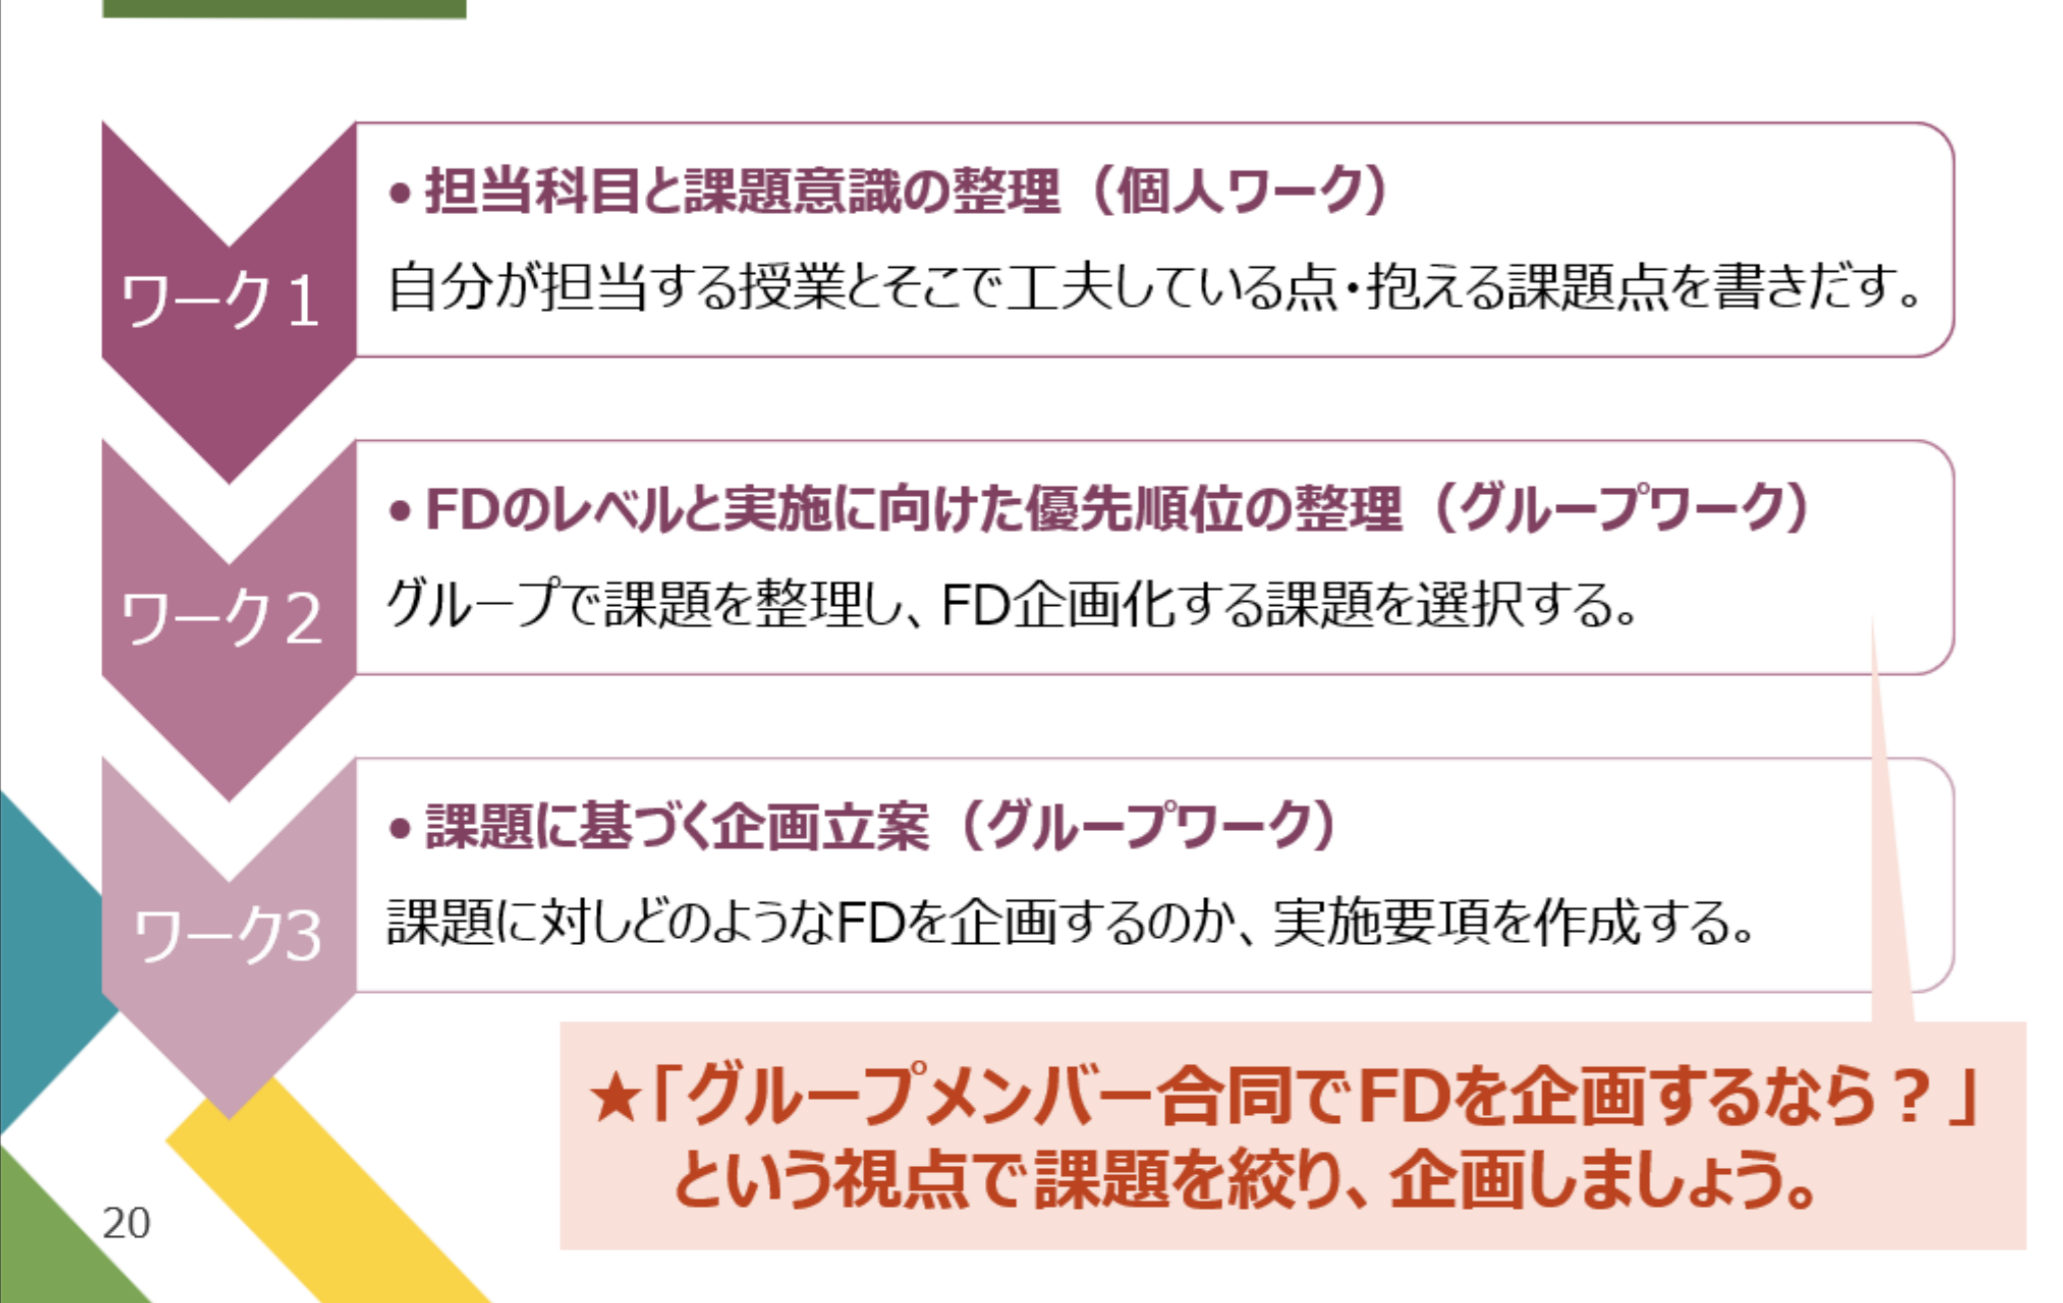 ワーク1
• 担当科目と課題意識の整理（個人ワーク）
自分が担当する授業とそこで工夫している点・抱える課題点を書きだす。
ワーク2
• FDのレベルと実施に向けた優先順位の整理（グループワーク）
グループで課題を整理し、FD企画化する課題を選択する。
ワーク3
• 課題に基づく企画立案（グループワーク）
課題に対しどのようなFDを企画するのか、実施要項を作成する。
★「グループメンバー合同でFDを企画するなら？」
という視点で課題を絞り、企画しましょう。
20